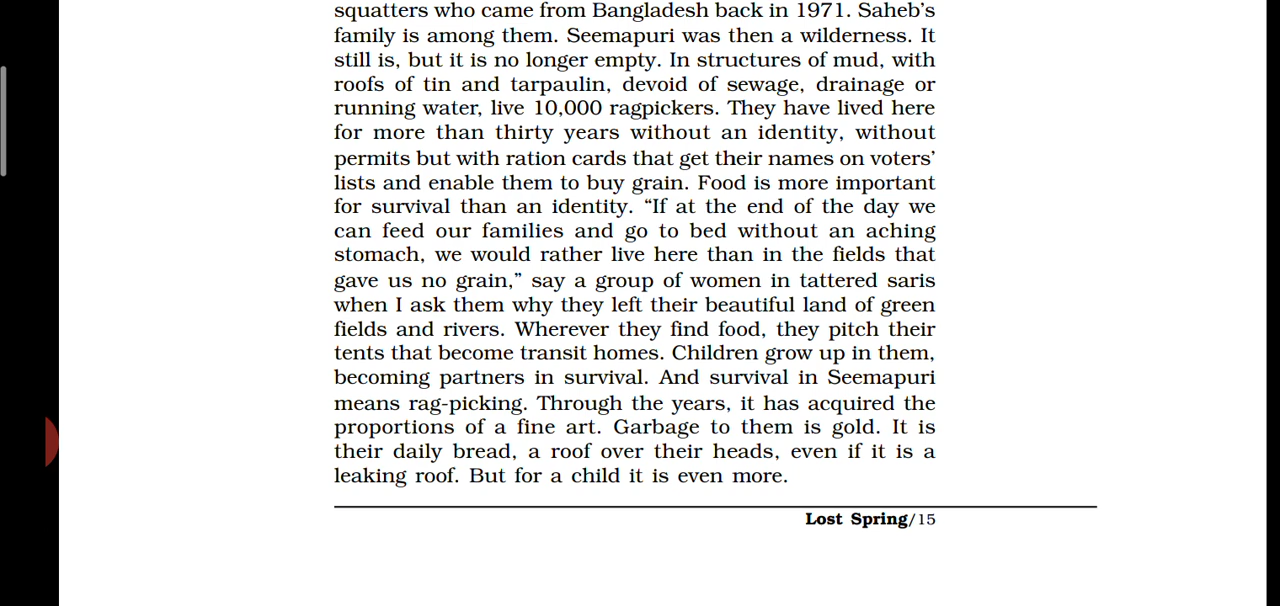 squatters who came from Bangladesh back in 1971. Saheb’s
family is among them. Seemapuri was then a wilderness. It
still is, but it is no longer empty. In structures of mud, with
roofs of tin and tarpaulin, devoid of sewage, drainage or
running water, live 10,000 ragpickers. They have lived here
for more than thirty years without an identity, without
permits but with ration cards that get their names on voters’
lists and enable them to buy grain. Food is more important
for survival than an identity. “If at the end of the day we
can feed our families and go to bed without an aching
stomach, we would rather live here than in the fields that
gave us no grain,” say a group of women in tattered saris
when I ask them why they left their beautiful land of green
fields and rivers. Wherever they find food, they pitch their
tents that become transit homes. Children grow up in them,
becoming partners in survival. And survival in Seemapuri
means rag-picking. Through the years, it has acquired the
proportions of a fine art. Garbage to them is gold. It is
their daily bread, a roof over their heads, even if it is a
leaking roof. But for a child it is even more.
Lost Spring/15